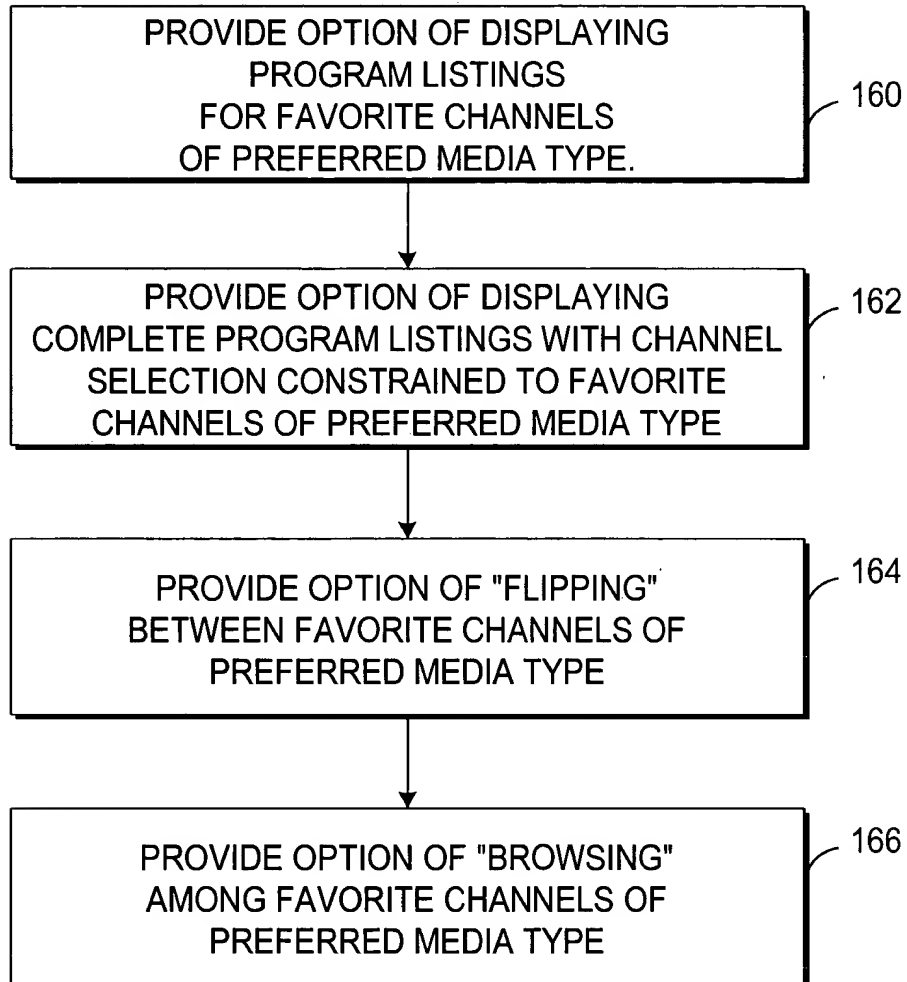 PROVIDE OPTION OF DISPLAYING
PROGRAM LISTINGS
FOR FAVORITE CHANNELS
OF PREFERRED MEDIA TYPE.
160
PROVIDE OPTION OF DISPLAYING
COMPLETE PROGRAM LISTINGS WITH CHANNEL
SELECTION CONSTRAINED TO FAVORITE
CHANNELS OF PREFERRED MEDIA TYPE
162
PROVIDE OPTION OF "FLIPPING"
BETWEEN FAVORITE CHANNELS OF
PREFERRED MEDIA TYPE
164
PROVIDE OPTION OF "BROWSING"
AMONG FAVORITE CHANNELS OF
PREFERRED MEDIA TYPE
166